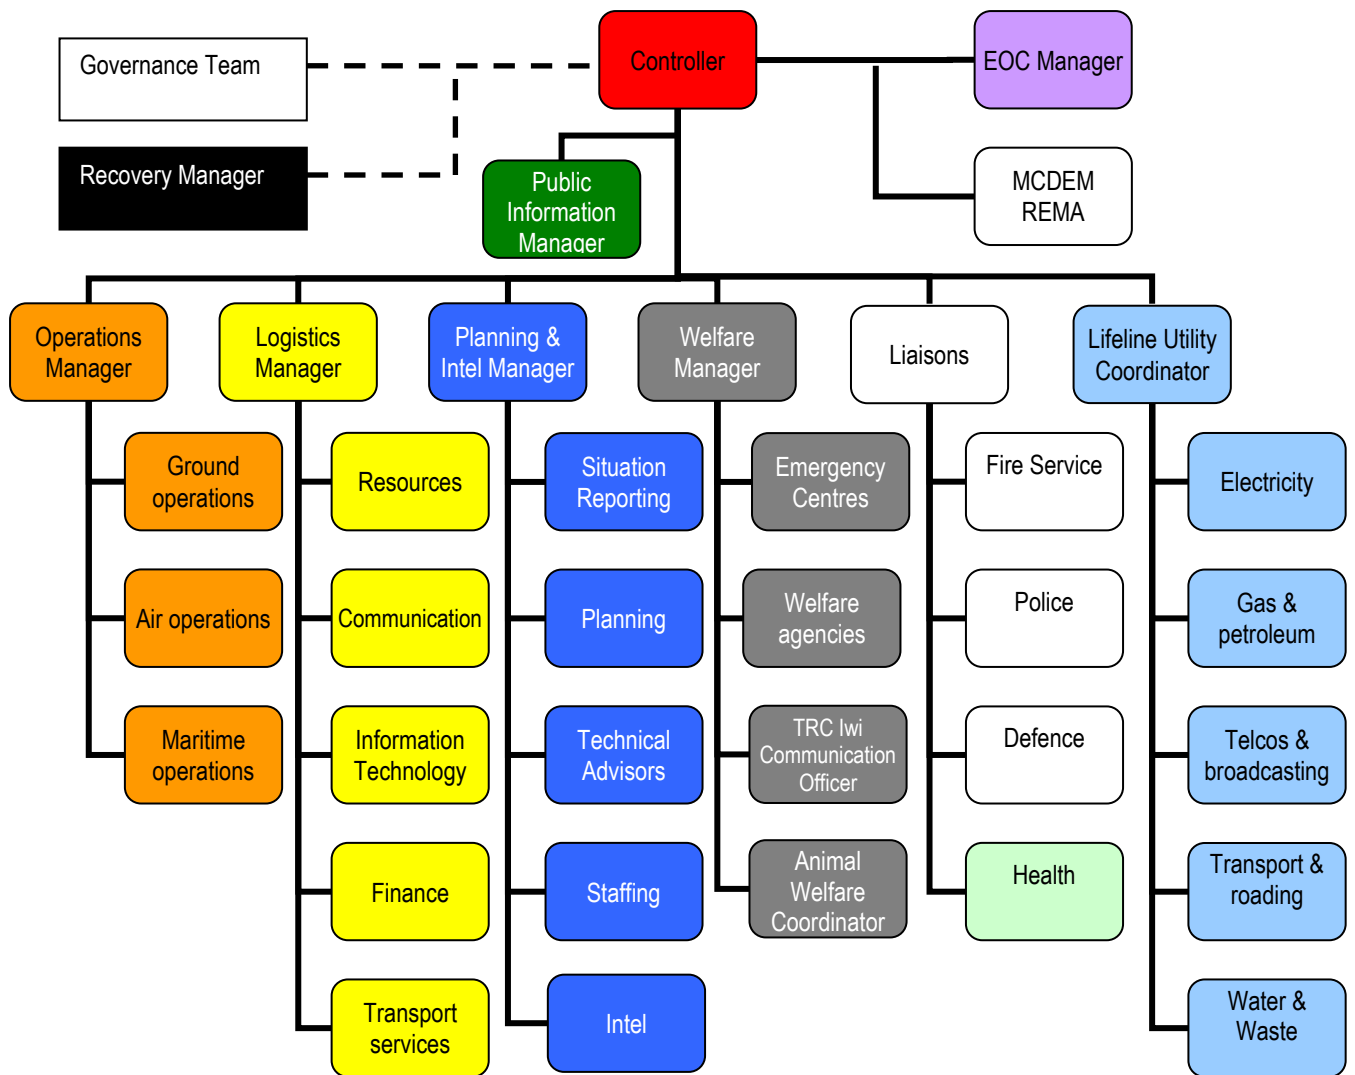 Governance Team
Controller
EOC Manager
Recovery Manager
Public
Information
Manager
MCDEM
REMA
Operations
Manager
Logistics
Manager
Planning &
Intel Manager
Welfare
Manager
Liaisons
Lifeline Utility
Coordinator
Ground
operations
Resources
Situation
Reporting
Emergency
Centres
Fire Service
Electricity
Air operations
Communication
Planning
Welfare
agencies
Police
Gas &
petroleum
Maritime
operations
Information
Technology
Technical
Advisors
TRC Iwi
Communication
Officer
Defence
Telcos &
broadcasting
Finance
Staffing
Animal
Welfare
Coordinator
Health
Transport &
roading
Transport
services
Intel
Water &
Waste